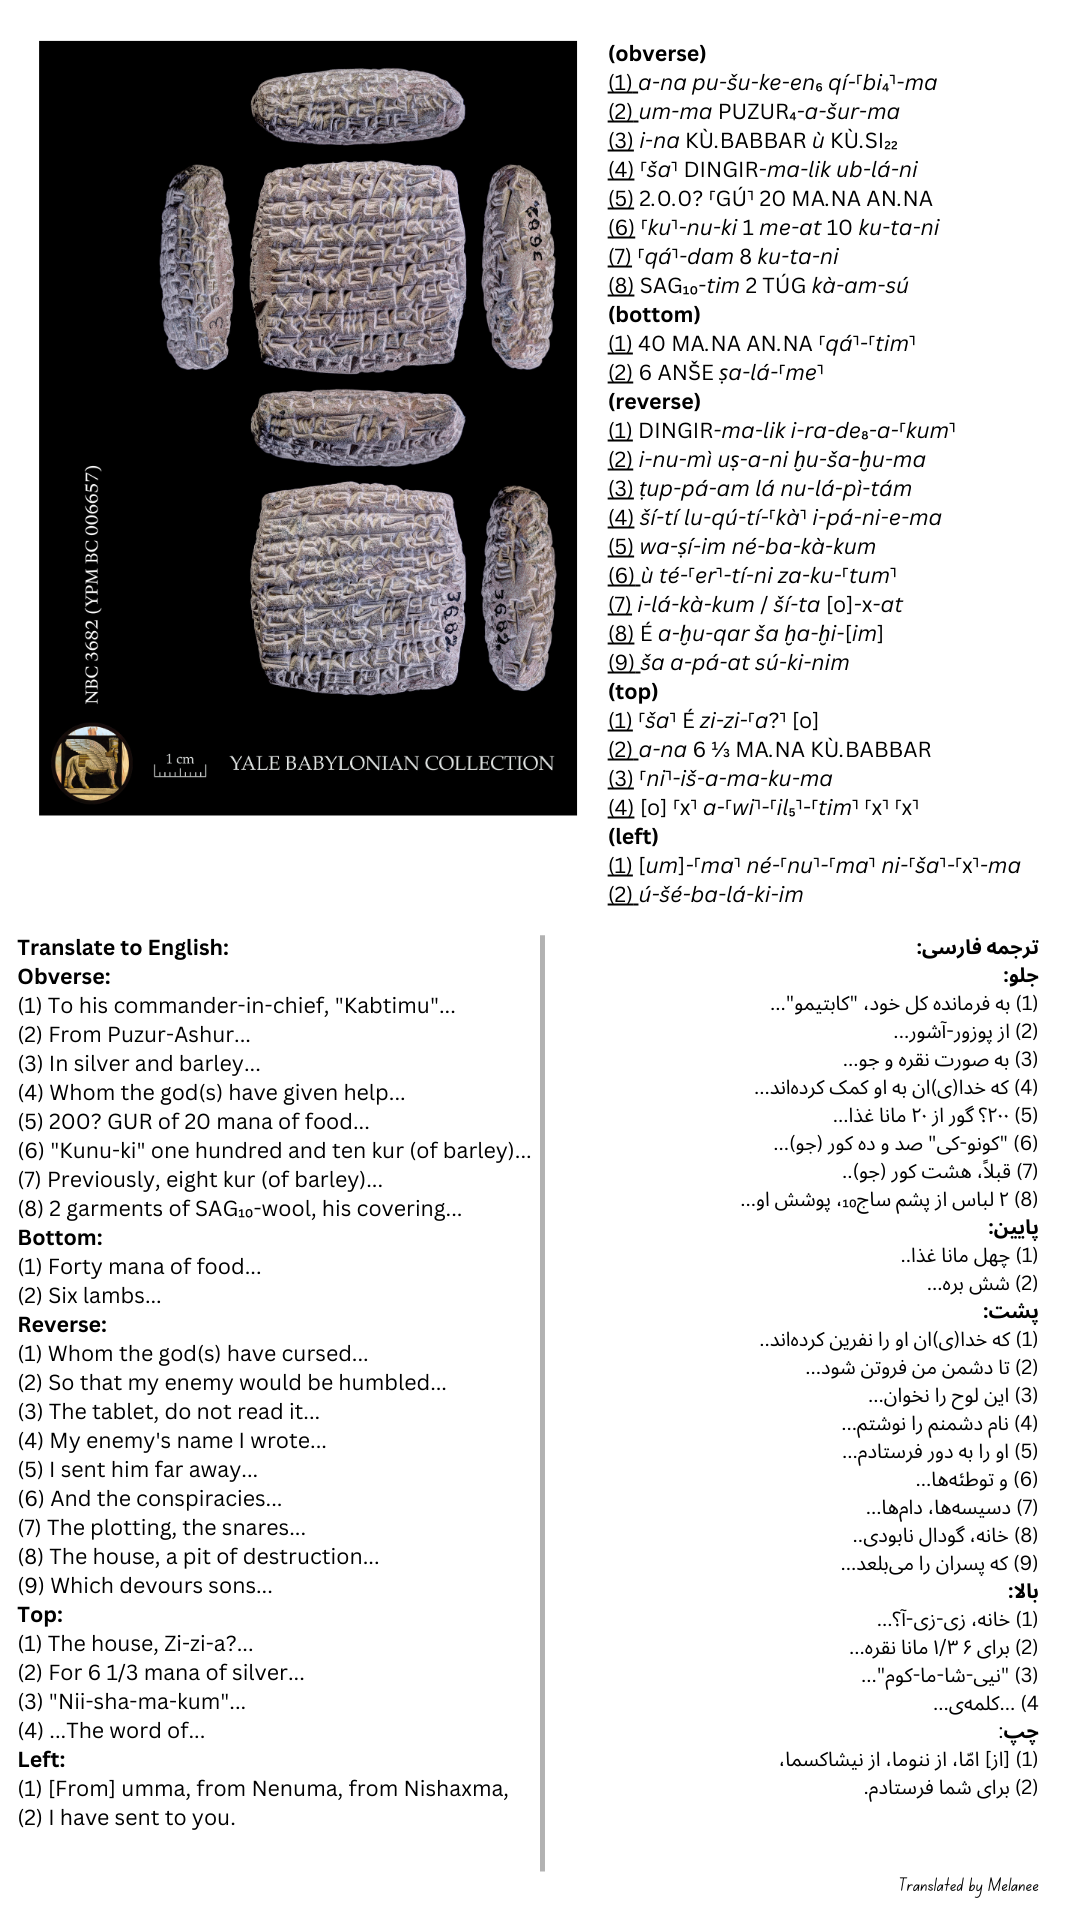 NBC 3682 (YPM BC 006657)
1 cm
YALE BABYLONIAN COLLECTION
3682
3
3682
3682
(obverse)
(1) a-na pu-šu-ke-en₆ qí-⸢bi₄⸣-ma
(2) um-ma PUZUR₄-a-šur-ma
(3) i-na KÙ.BABBAR ù KÙ.SI₂₂
(4) ⸢ša⸣ DINGIR-ma-lik ub-lá-ni
(5) 2.0.0? ⸢GÚ⸣ 20 MA.NA AN.NA
(6) ⸢ku⸣-nu-ki 1 me-at 10 ku-ta-ni
(7) ⸢qá⸣-dam 8 ku-ta-ni
(8) SAG₁₀-tim 2 TÚG kà-am-sú
(bottom)
(1) 40 MA.NA AN.NA ⸢qá⸣-⸢tim⸣
(2) 6 ANŠE ṣa-lá-⸢me⸣
(reverse)
(1) DINGIR-ma-lik i-ra-de₈-a-⸢kum⸣
(2) i-nu-mì uṣ-a-ni ḫu-ša-ḫu-ma
(3) ṭup-pá-am lá nu-lá-pì-tám
(4) ší-tí lu-qú-tí-⸢kà⸣ i-pá-ni-e-ma
(5) wa-ṣí-im né-ba-kà-kum
(6) ù té-⸢er⸣-tí-ni za-ku-⸢tum⸣
(7) i-lá-kà-kum / ší-ta [o]-x-at
(8) É a-ḫu-qar ša ḫa-ḫi-[im]
(9) ša a-pá-at sú-ki-nim
(top)
(1) ⸢ša⸣ É zi-zi-⸢a?⸣ [o]
(2) a-na 6 ⅓ MA.NA KÙ.BABBAR
(3) ⸢ni⸣-iš-a-ma-ku-ma
(4) [o] ⸢x⸣ a-⸢wi⸣-⸢il₅⸣-⸢tim⸣ ⸢x⸣ ⸢x⸣
(left)
(1) [um]-⸢ma⸣ né-⸢nu⸣-⸢ma⸣ ni-⸢ša⸣-⸢x⸣-ma
(2) ú-šé-ba-lá-ki-im
Translate to English:
Obverse:
(1) To his commander-in-chief, "Kabtimu"...
(2) From Puzur-Ashur...
(3) In silver and barley...
(4) Whom the god(s) have given help...
(5) 200? GUR of 20 mana of food...
(6) "Kunu-ki" one hundred and ten kur (of barley)...
(7) Previously, eight kur (of barley)...
(8) 2 garments of SAG₁₀-wool, his covering...
Bottom:
(1) Forty mana of food...
(2) Six lambs...
Reverse:
(1) Whom the god(s) have cursed...
(2) So that my enemy would be humbled...
(3) The tablet, do not read it...
(4) My enemy's name I wrote...
(5) I sent him far away...
(6) And the conspiracies...
(7) The plotting, the snares...
(8) The house, a pit of destruction...
(9) Which devours sons...
Top:
(1) The house, Zi-zi-a?...
(2) For 6 1/3 mana of silver...
(3) "Nii-sha-ma-kum"...
(4) ...The word of...
Left:
(1) [From] umma, from Nenuma, from Nishaxma,
(2) I have sent to you.
ترجمه فارسی:
جلو:
(1) به فرمانده کل خود، "کابتیمو"...
(2) از پوزور-آشور...
(3) به صورت نقره و جو...
(4) که خدا(ی)ان به او کمک کرده‌اند...
(5) ۲۰۰؟ گور از ۲۰ مانا غذا...
(6) "کونو-کی" صد و ده کور (جو)...
(7) قبلاً، هشت کور (جو)..
(8) ۲ لباس از پشم ساج₁₀، پوشش او...
پایین:
(1) چهل مانا غذا..
(2) شش بره...
پشت:
(1) که خدا(ی)ان او را نفرین کرده‌اند..
(2) تا دشمن من فروتن شود...
(3) این لوح را نخوان...
(4) نام دشمنم را نوشتم...
(5) او را به دور فرستادم...
(6) و توطئه‌ها...
(7) دسیسه‌ها، دام‌ها...
(8) خانه، گودال نابودی..
(9) که پسران را می‌بلعد...
بالا:
(1) خانه، زی-زی-آ؟...
(2) برای ۶ ۱/۳ مانا نقره...
(3) "نیی-شا-ما-کوم"...
4) ...کلمه‌ی...
چپ:
(1) [از] امّا، از ننوما، از نیشاکسما،
(2) برای شما فرستادم.
Translated by Melanee